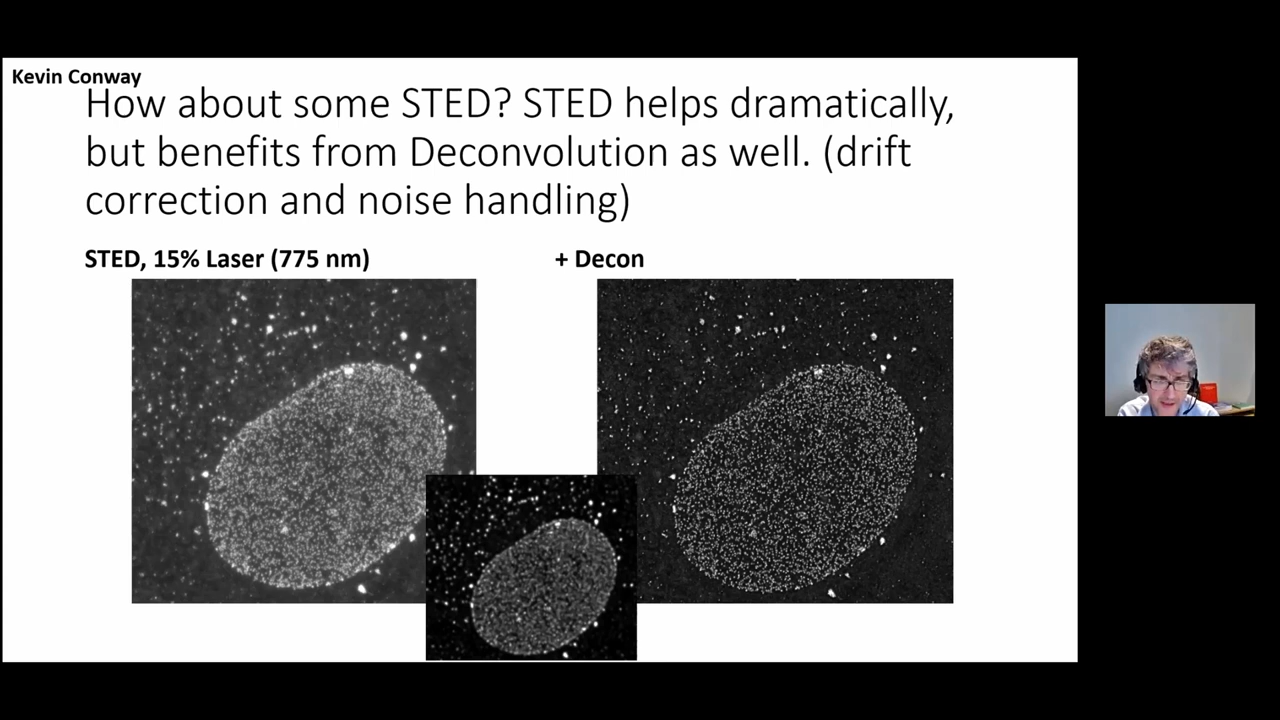 Kevin Conway
How about some STED? STED helps dramatically,
but benefits from Deconvolution as well. (drift
correction and noise handling)
STED, 15% Laser (775 nm)
+ Decon